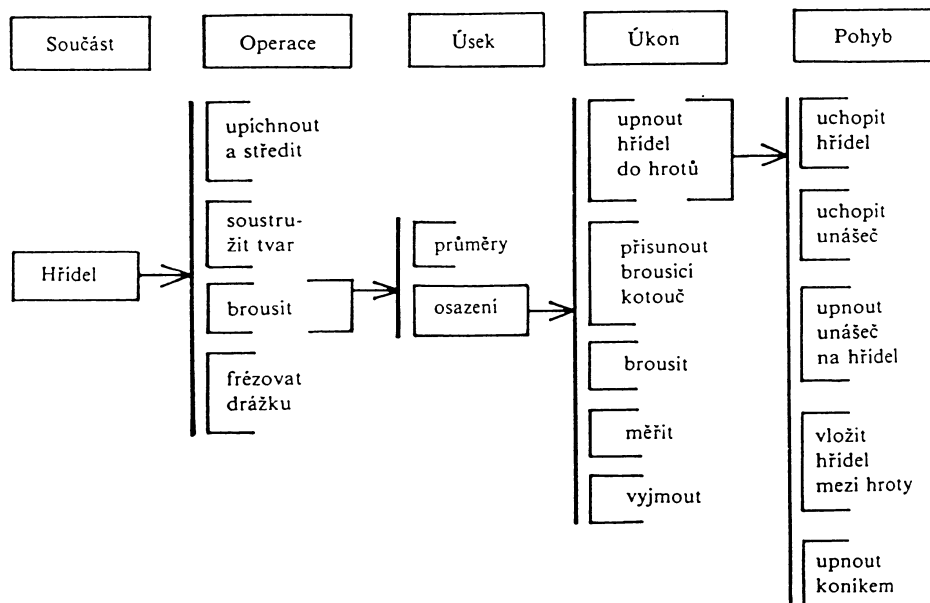 Součást
Operace
Úsek
Úkon
Pohyb
Hřídel
upíchnout
a středit
soustru-
žit tvar
brousit
frézovat
drážku
průměry
osazení
upnout
hřídel
do hrotů
přisunout
brousicí
kotouč
brousit
měřit
vyjmout
uchopit
hřídel
uchopit
unášeč
upnout
unášeč
na hřídel
vložit
hřídel
mezi hroty
upnout
koníkem